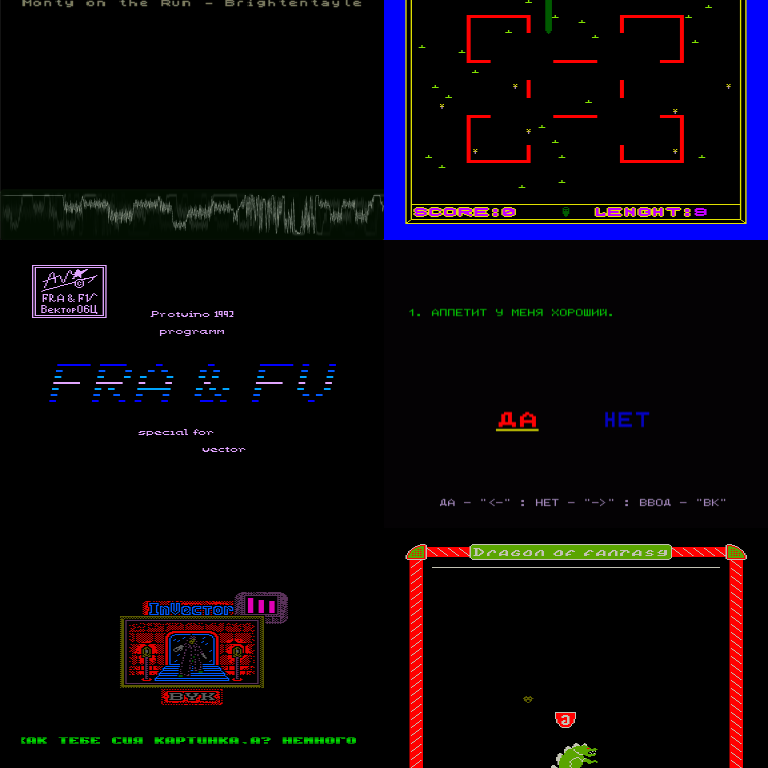 Monty on the Run - Brightentayle
SCORE:0 LENGHT:9
FRA & FV
ВекторОбЦ
Protvino 1992
programm
FRA & FV
special for
vector
1. АППЕТИТ У МЕНЯ ХОРОШИЙ.
ДА НЕТ
ДА - "<-" : НЕТ - "->" : ВВОД - "ВК"
InVector III
BYK
КАК ТЕБЕ СИЯ КАРТИНКА.А? НЕМНОГО
Dragon of fantasy